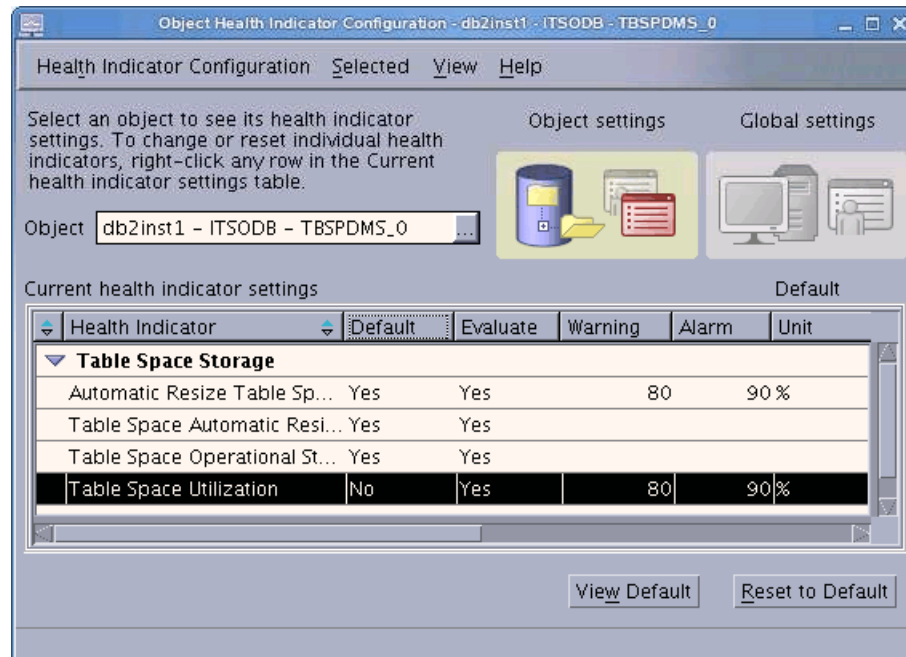 Object Health Indicator Configuration - db2inst1 - ITSODB - TBSPDMS_0
Health Indicator Configuration Selected View Help
Select an object to see its health indicator
settings. To change or reset individual health
indicators, right-click any row in the Current
health indicator settings table.
Object settings
Global settings
Object db2inst1 - ITSODB - TBSPDMS_0 ...
Current health indicator settings
Default
Health Indicator Default Evaluate Warning Alarm Unit
Table Space Storage
Automatic Resize Table Sp... Yes Yes 80 90 %
Table Space Automatic Resi... Yes Yes
Table Space Operational St... Yes Yes
Table Space Utilization No Yes 80 90 %
View Default Reset to Default